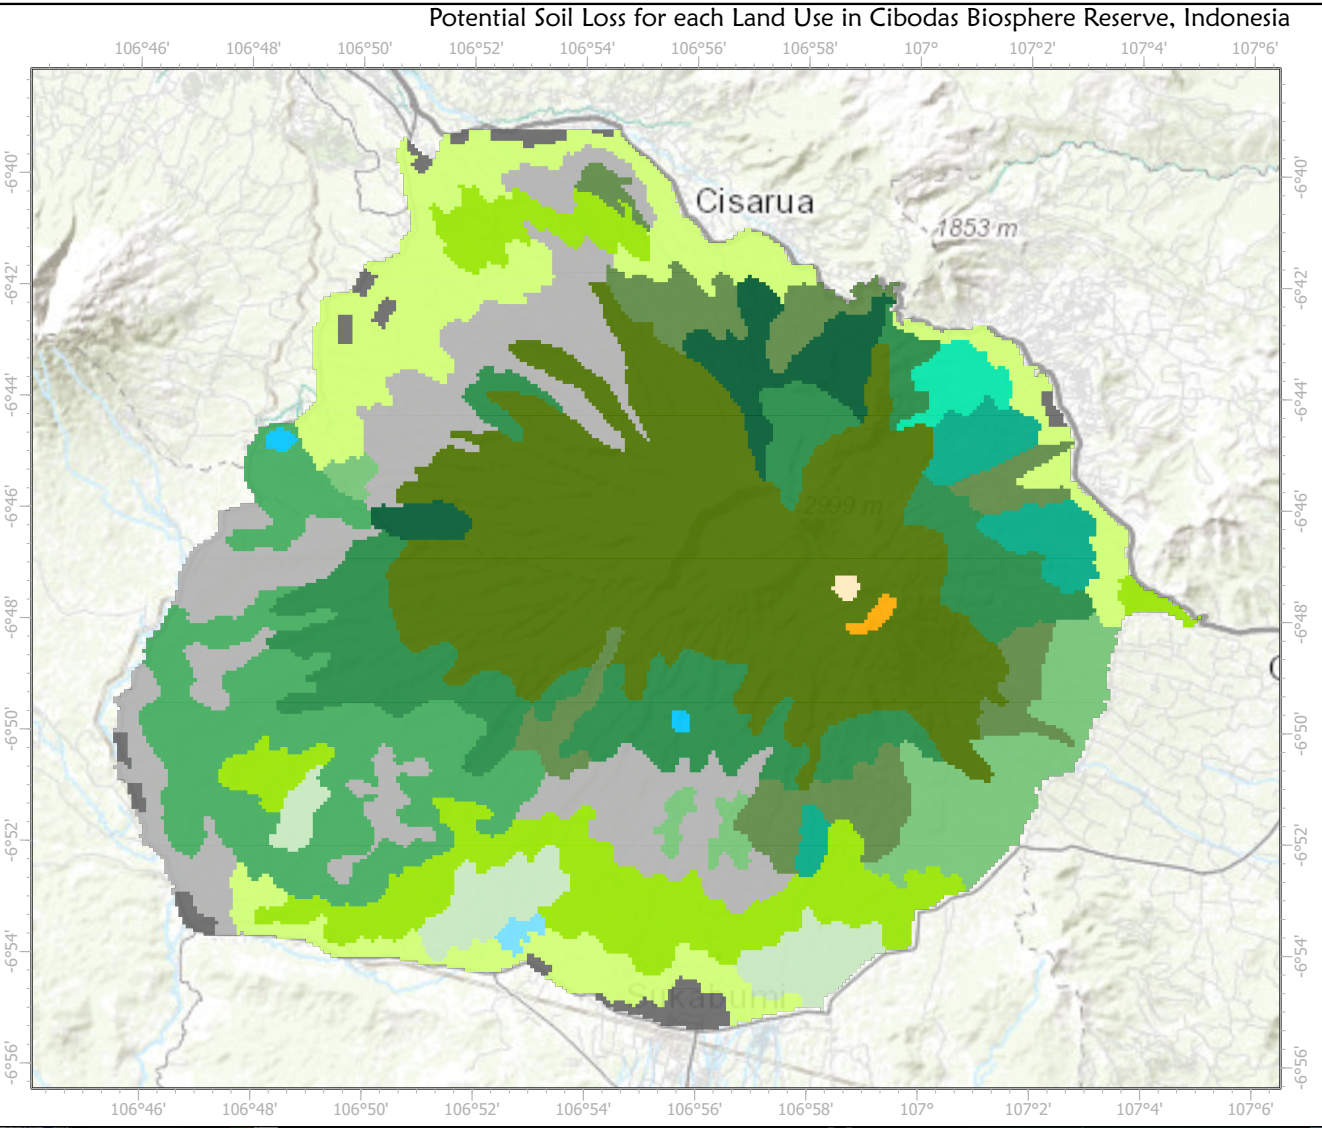 Potential Soil Loss for each Land Use in Cibodas Biosphere Reserve, Indonesia
106°46' 106°48' 106°50' 106°52' 106°54' 106°56' 106°58' 107° 107°2' 107°4' 107°6'
-6°40' -6°40'
Cisarua
1853 m
-6°42' -6°42'
-6°44' -6°44'
-6°46' 2999 m -6°46'
-6°48' -6°48'
-6°50' -6°50'
-6°52' -6°52'
-6°54' -6°54'
Sukabumi
-6°56' -6°56'
106°46' 106°48' 106°50' 106°52' 106°54' 106°56' 106°58' 107° 107°2' 107°4' 107°6'